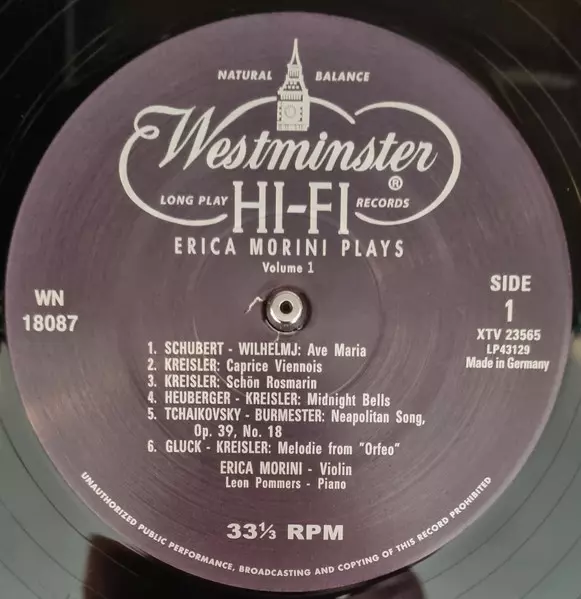 NATURAL BALANCE
Westminster ®
LONG PLAY HI-FI RECORDS
ERICA MORINI PLAYS
Volume 1
WN
18087
SIDE
1
XTV 23565
LP43129
Made in Germany
1. SCHUBERT - WILHELMJ: Ave Maria
2. KREISLER: Caprice Viennois
3. KREISLER: Schön Rosmarin
4. HEUBERGER - KREISLER: Midnight Bells
5. TCHAIKOVSKY - BURMESTER: Neapolitan Song,
Op. 39, No. 18
6. GLUCK - KREISLER: Melodie from "Orfeo"
ERICA MORINI - Violin
Leon Pommers - Piano
33⅓ RPM
UNAUTHORIZED PUBLIC PERFORMANCE, BROADCASTING AND COPYING OF THIS RECORD PROHIBITED